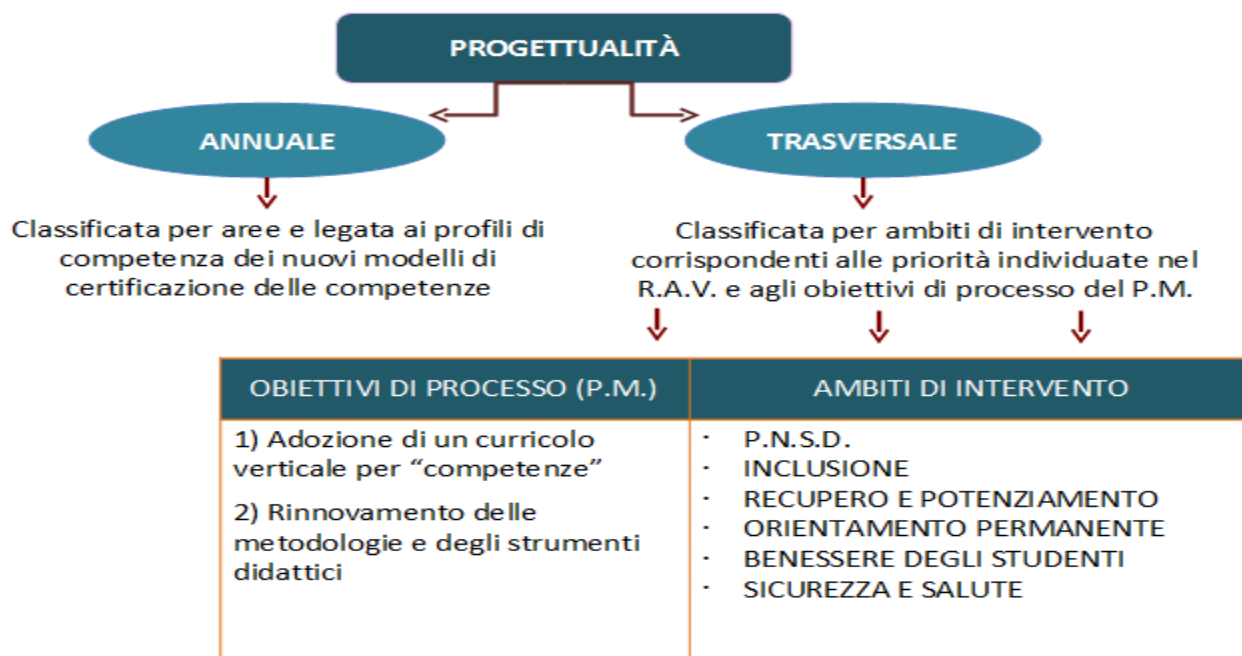 PROGETTUALITÀ
ANNUALE
TRASVERSALE
Classificata per aree e legata ai profili di
competenza dei nuovi modelli di
certificazione delle competenze
Classificata per ambiti di intervento
corrispondenti alle priorità individuate nel
R.A.V. e agli obiettivi di processo del P.M.
OBIETTIVI DI PROCESSO (P.M.)
1) Adozione di un curricolo
verticale per “competenze”
2) Rinnovamento delle
metodologie e degli strumenti
didattici
AMBITI DI INTERVENTO
· P.N.S.D.
· INCLUSIONE
· RECUPERO E POTENZIAMENTO
· ORIENTAMENTO PERMANENTE
· BENESSERE DEGLI STUDENTI
· SICUREZZA E SALUTE